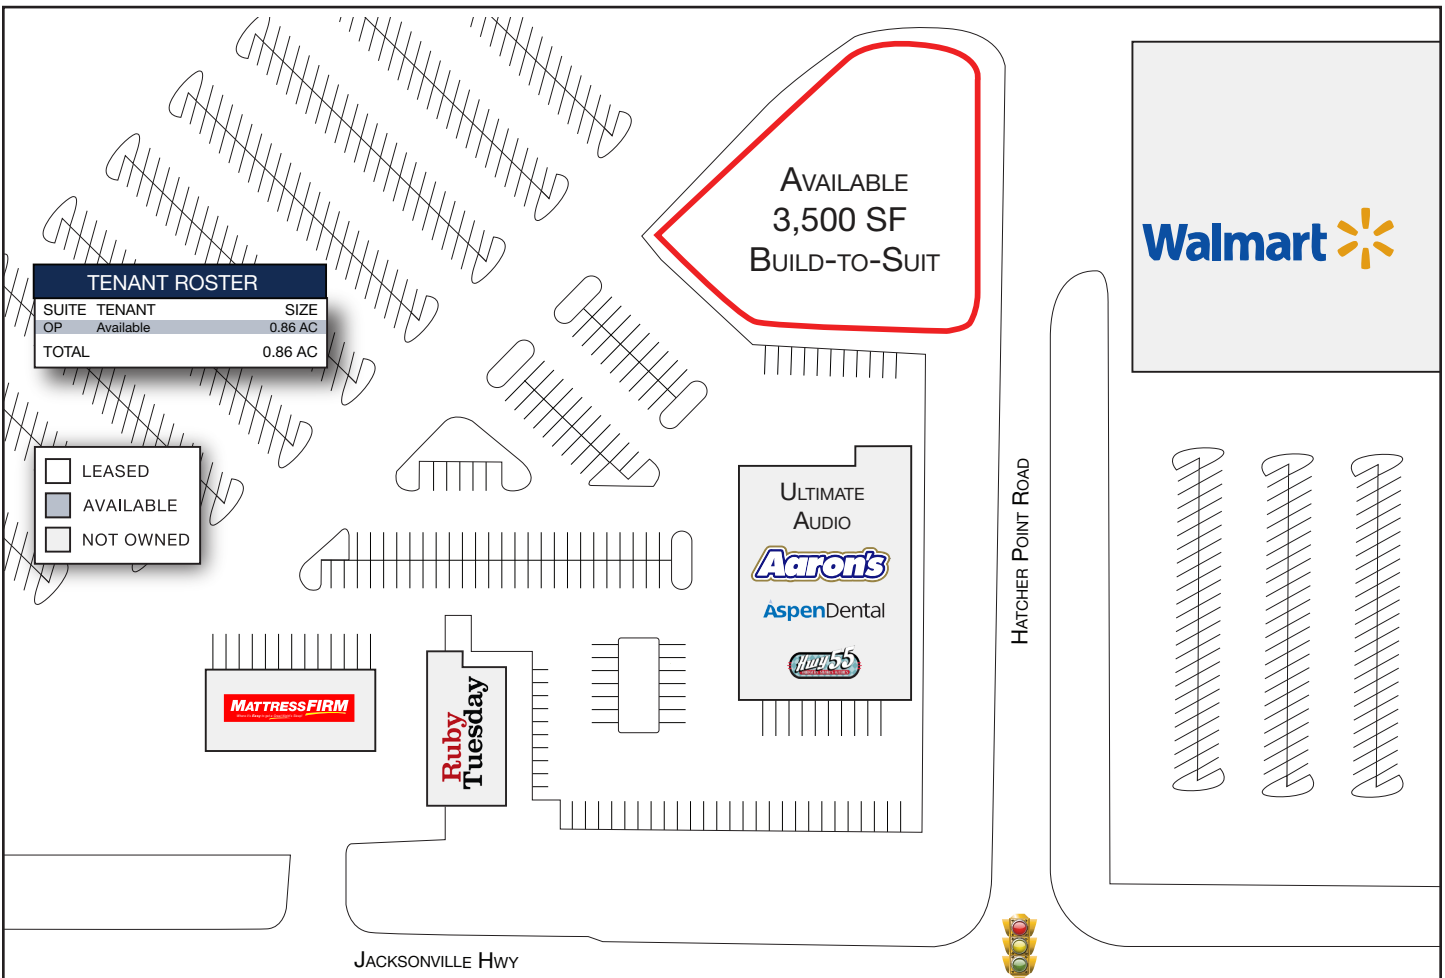 AVAILABLE
3,500 SF
BUILD-TO-SUIT
Walmart
TENANT ROSTER
SUITE TENANT SIZE
OP Available 0.86 AC
TOTAL 0.86 AC
LEASED
AVAILABLE
NOT OWNED
ULTIMATE
AUDIO
Aaron's
AspenDental
Hwy 55
HATCHER POINT ROAD
MATTRESSFIRM
Ruby
Tuesday
JACKSONVILLE HWY